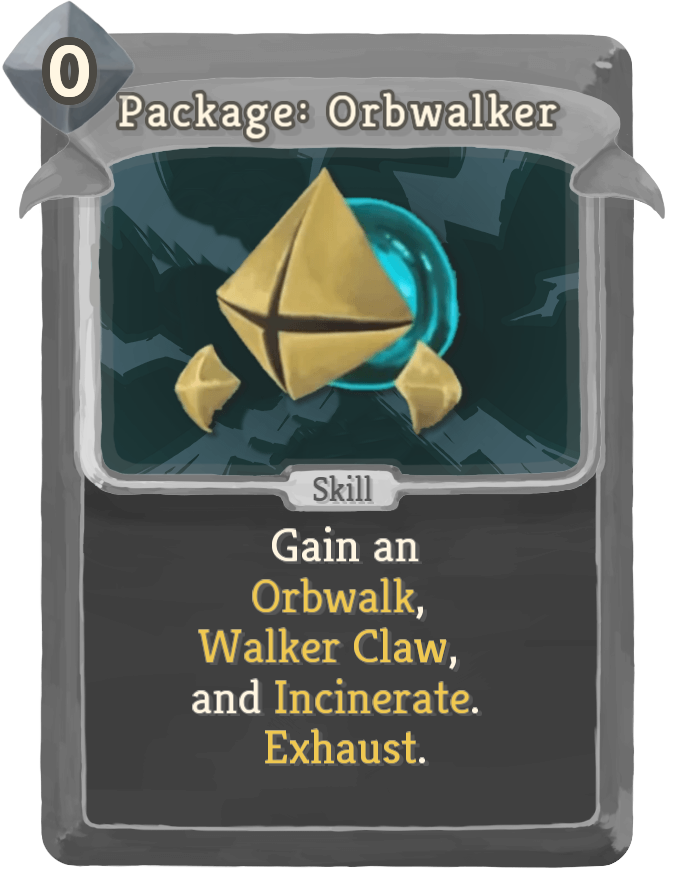 0
Package: Orbwalker
Skill
Gain an
Orbwalk,
Walker Claw,
and Incinerate.
Exhaust.